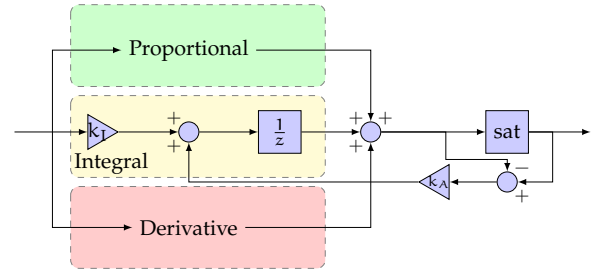 Proportional
k_I
Integral
+
+
1/z
+
+
+
sat
−
+
k_A
Derivative